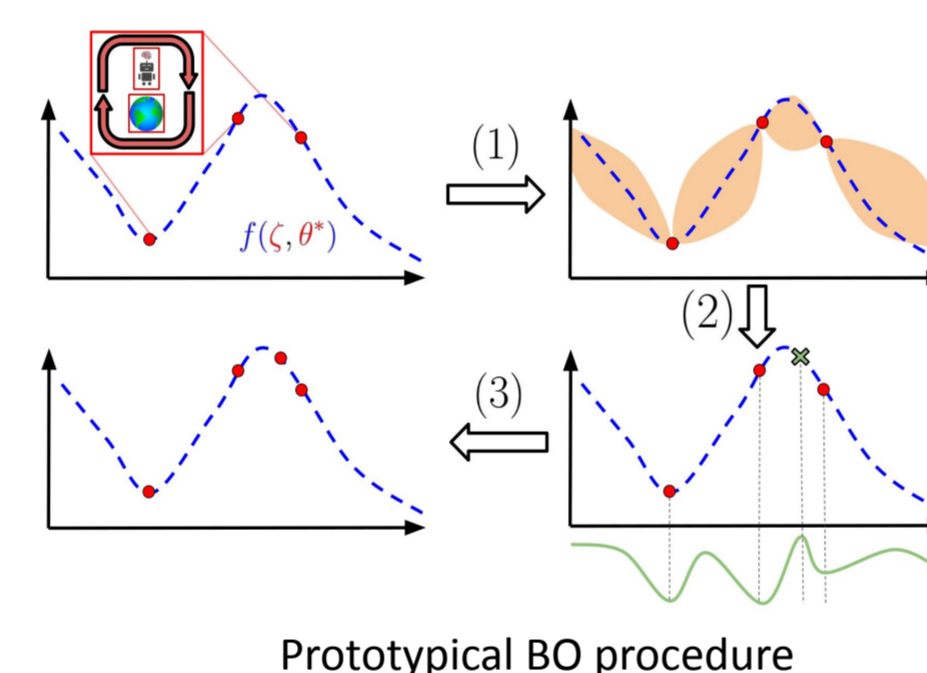 (1)
f(ζ, θ*)
(2)
(3)
Prototypical BO procedure